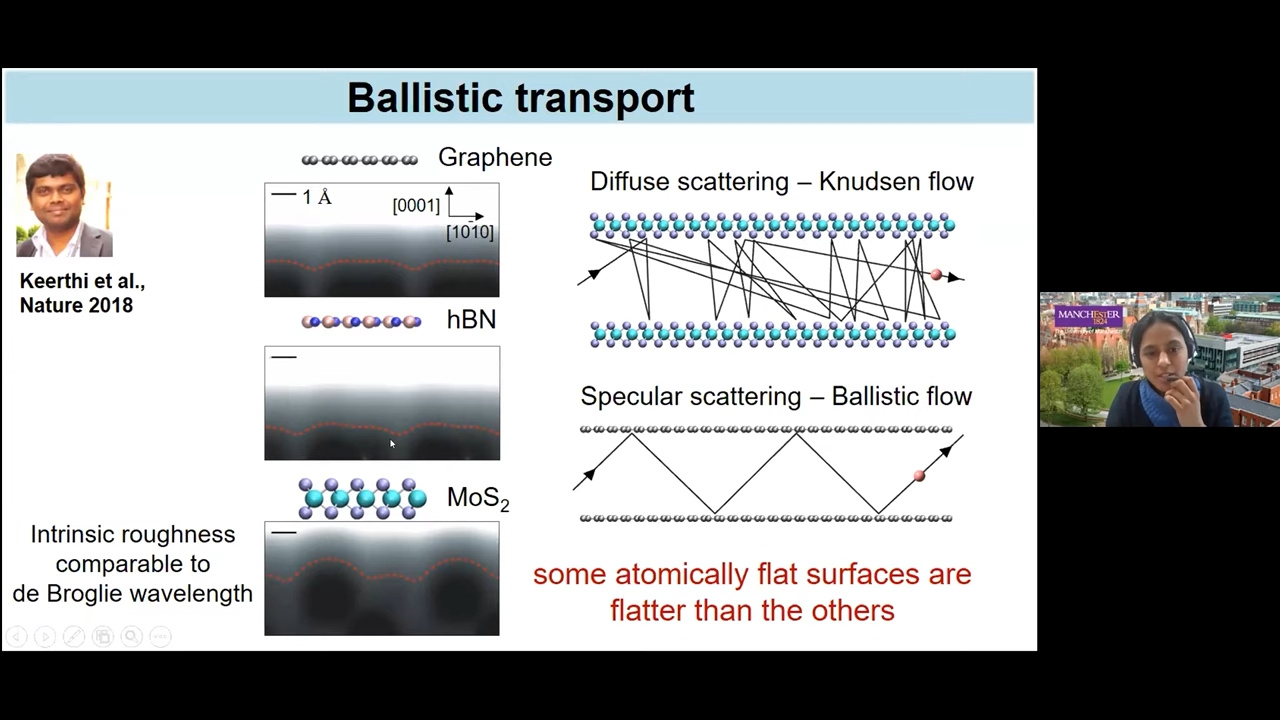 Ballistic transport
Keerthi et al.,
Nature 2018
Intrinsic roughness
comparable to
de Broglie wavelength
Graphene
1 Å
[0001]
[101̄0]
hBN
MoS₂
Diffuse scattering – Knudsen flow
Specular scattering – Ballistic flow
some atomically flat surfaces are
flatter than the others
MANCHESTER
1824